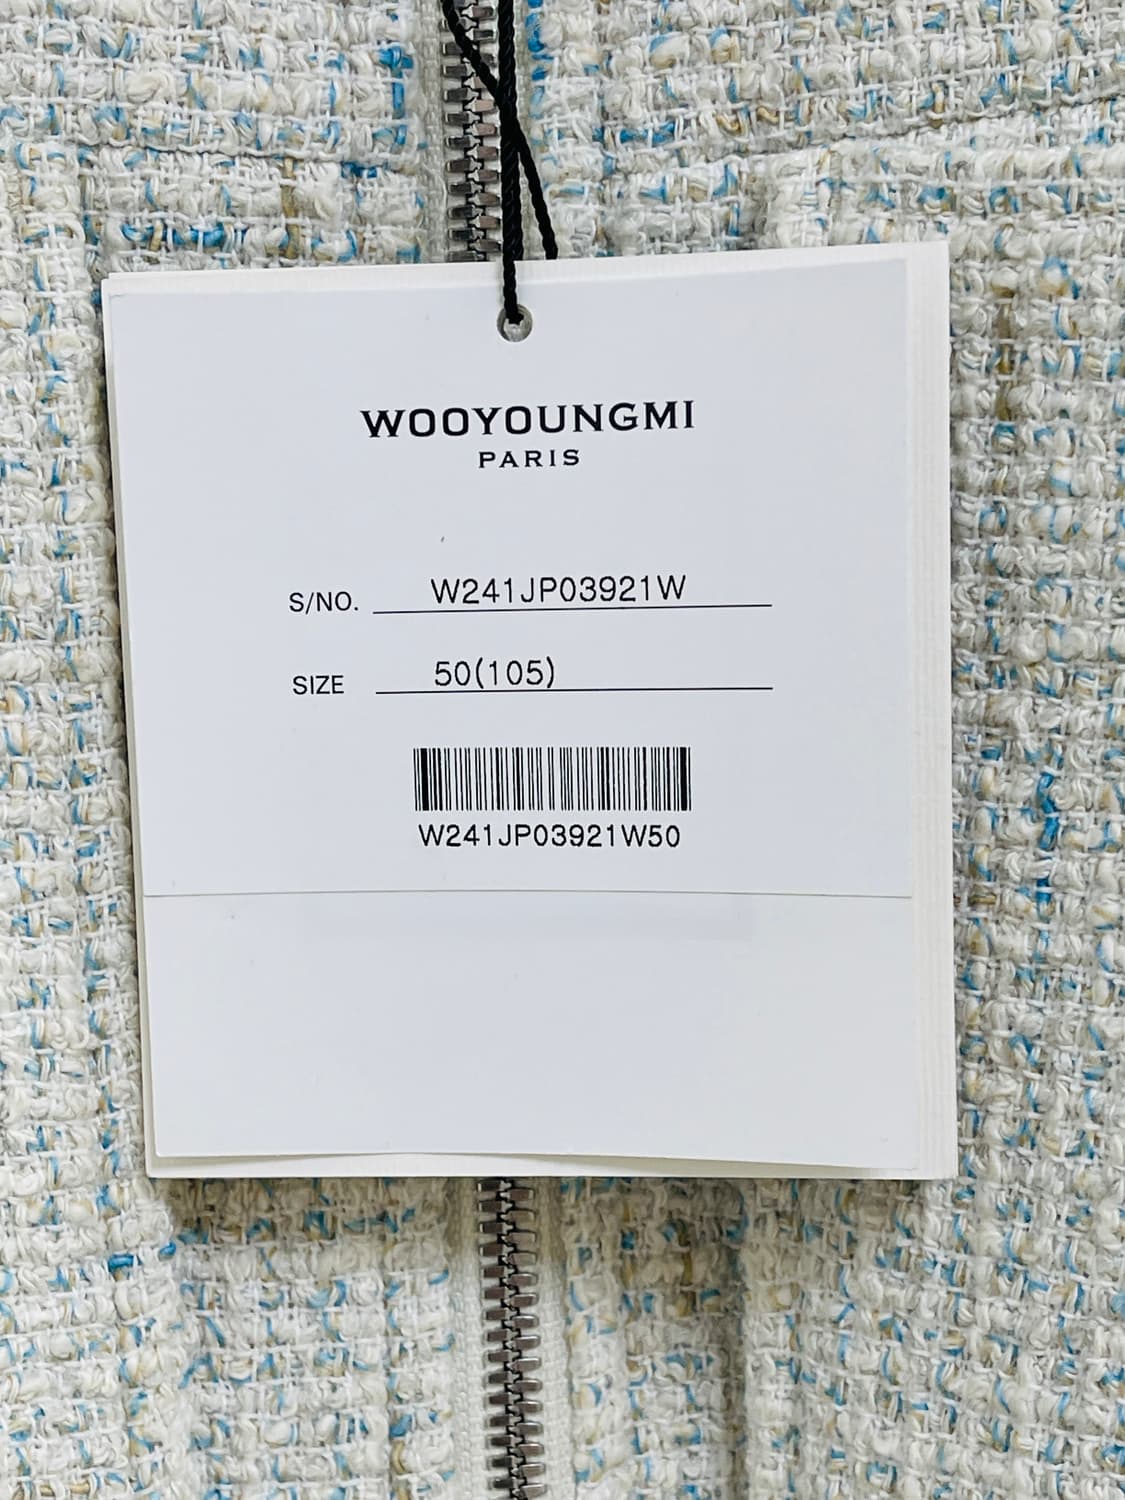 WOOYOUNGMI
PARIS
S/NO. W241JP03921W
SIZE 50(105)
W241JP03921W50